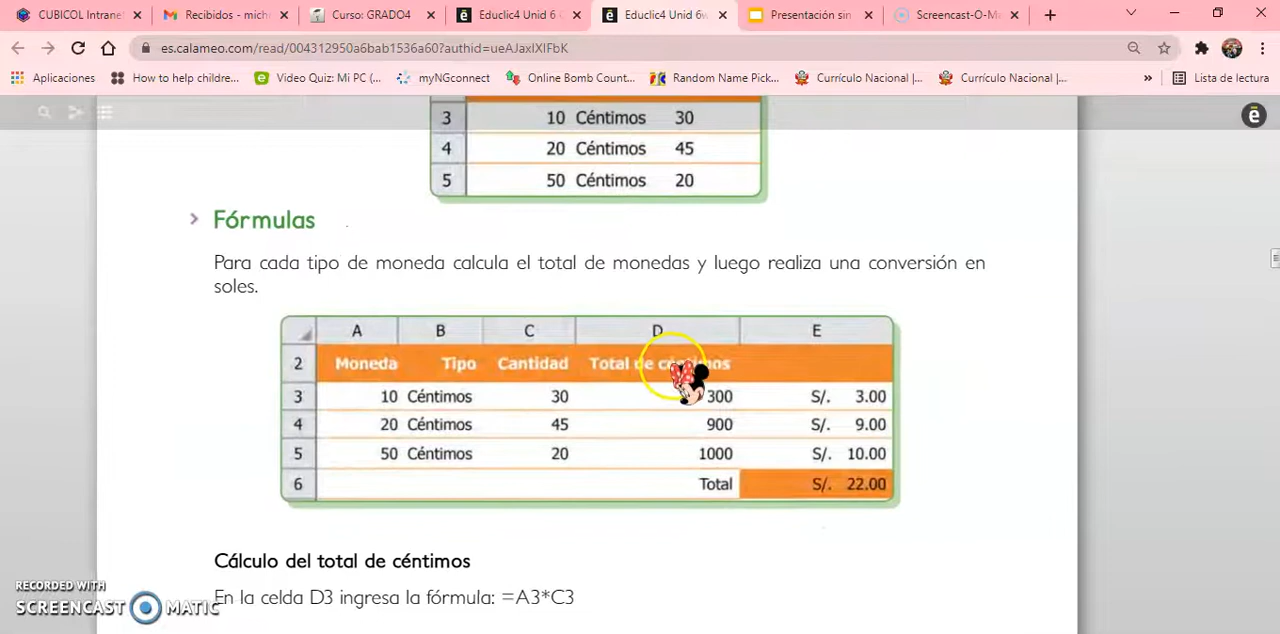 CUBICOL Intrane
Recibidos - mich
Curso: GRADO4
Educlic4 Unid 6
Educlic4 Unid 6
Presentación sin
Screencast-O-Ma
es.calameo.com/read/004312950a6bab1536a60?authid=ueAJaxIXIFbK
Aplicaciones
How to help childre...
Video Quiz: Mi PC (...
myNGconnect
Online Bomb Count...
Random Name Pick...
Currículo Nacional |...
Currículo Nacional |...
»
Lista de lectura
3 10 Céntimos 30
4 20 Céntimos 45
5 50 Céntimos 20
Fórmulas
Para cada tipo de moneda calcula el total de monedas y luego realiza una conversión en
soles.
A B C D E
2 Moneda Tipo Cantidad Total de céntimos
3 10 Céntimos 30 300 S/. 3.00
4 20 Céntimos 45 900 S/. 9.00
5 50 Céntimos 20 1000 S/. 10.00
6 Total S/. 22.00
Cálculo del total de céntimos
En la celda D3 ingresa la fórmula: =A3*C3
RECORDED WITH
SCREENCAST MATIC